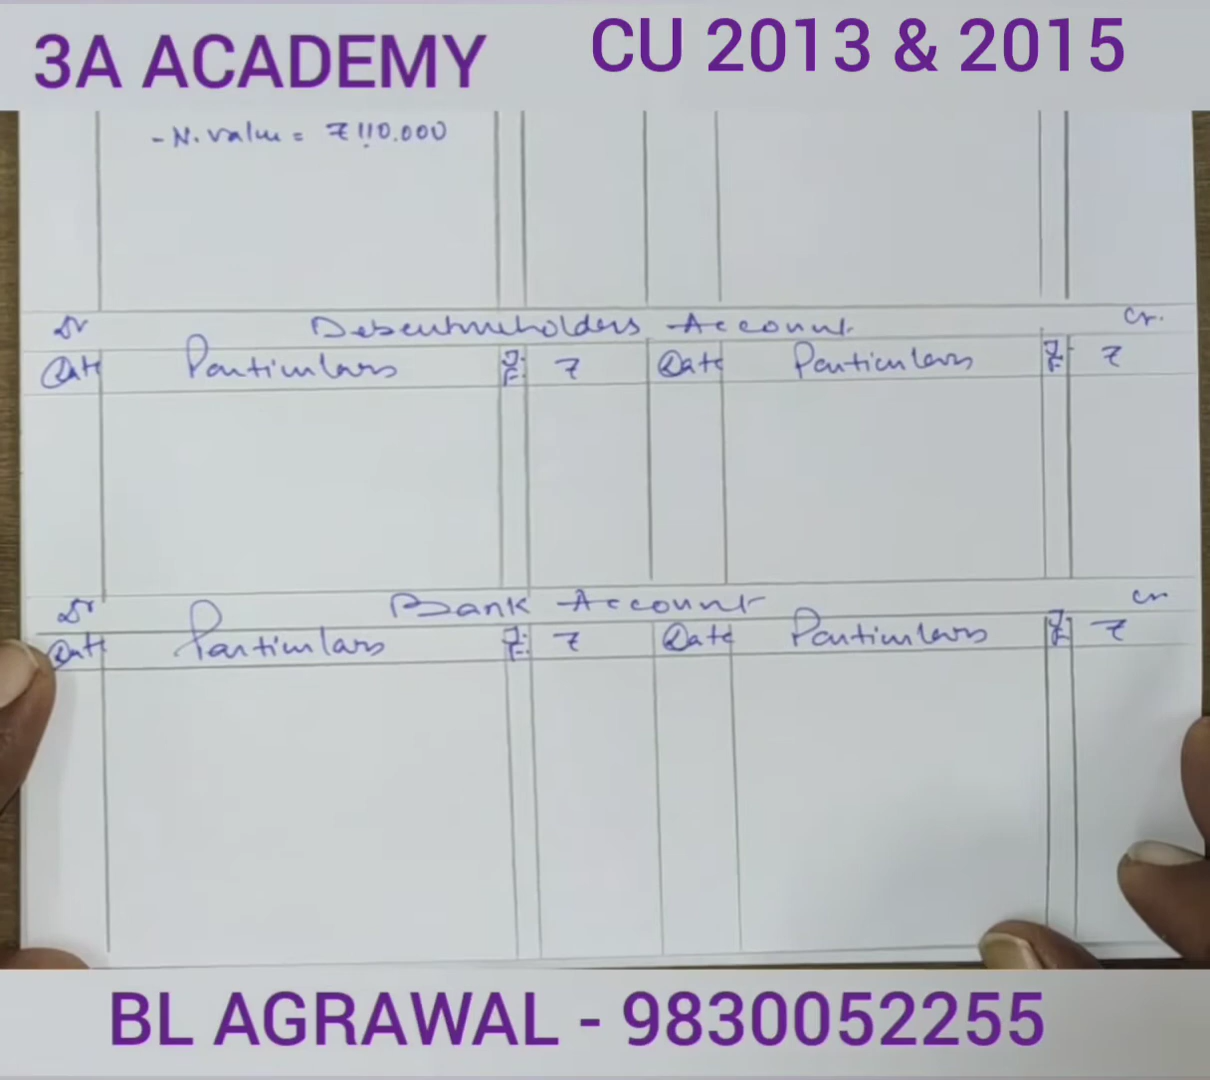 3A ACADEMY CU 2013 & 2015
- N. Value = ₹ 110.000
Dr Debentureholders Account Cr.
Date Particulars J.F. ₹ Date Particulars J.F. ₹
Dr Bank Account Cr
Date Particulars J.F. ₹ Date Particulars J.F. ₹
BL AGRAWAL - 9830052255